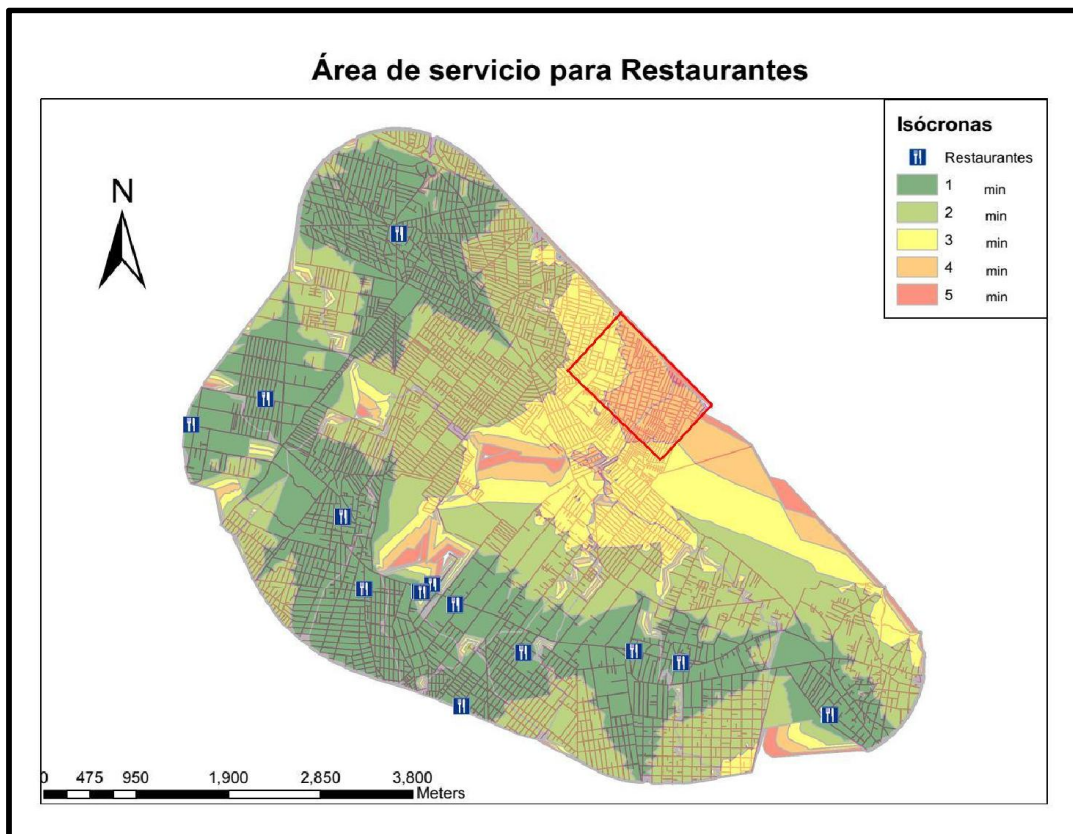 Área de servicio para Restaurantes
Isócronas
Restaurantes
1 min
2 min
3 min
4 min
5 min
N
0 475 950 1,900 2,850 3,800
Meters